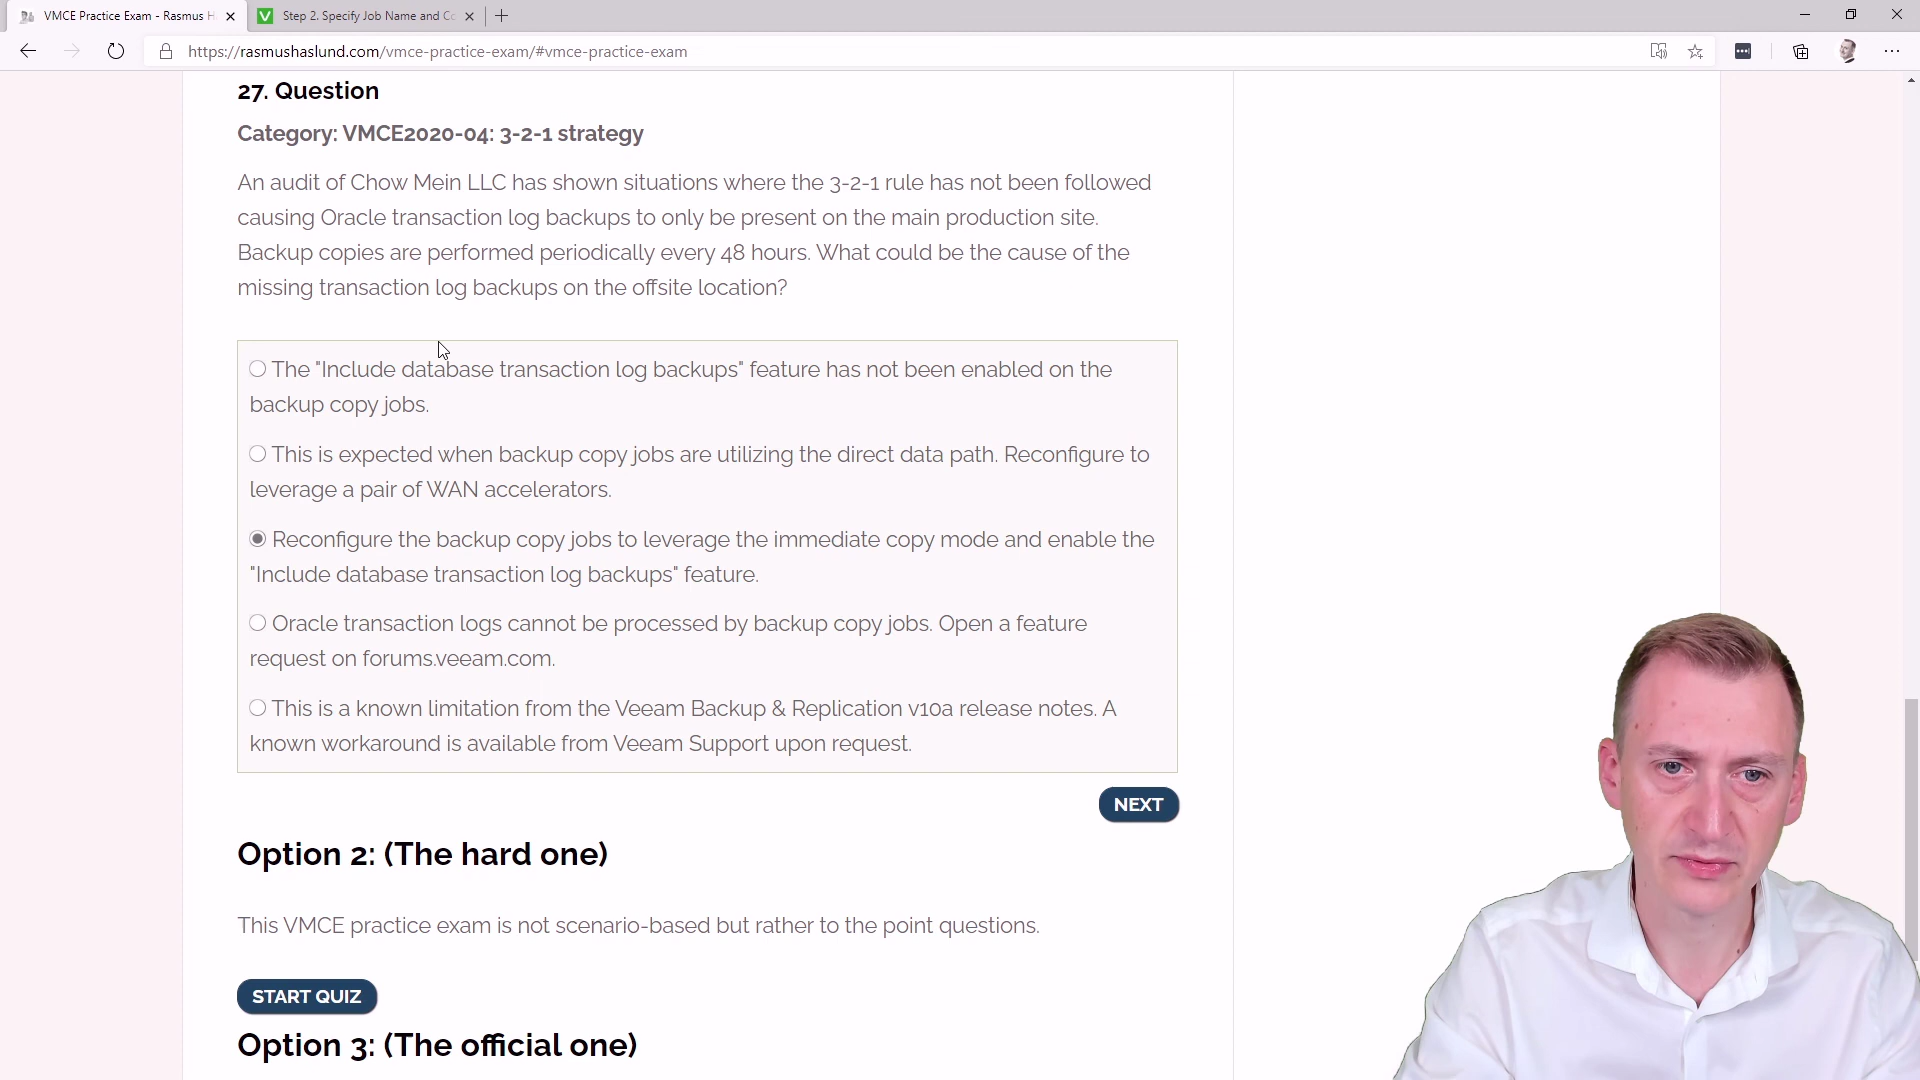 VMCE Practice Exam - Rasmus H
Step 2. Specify Job Name and Co
https://rasmushaslund.com/vmce-practice-exam/#vmce-practice-exam
27. Question
Category: VMCE2020-04: 3-2-1 strategy
An audit of Chow Mein LLC has shown situations where the 3-2-1 rule has not been followed
causing Oracle transaction log backups to only be present on the main production site.
Backup copies are performed periodically every 48 hours. What could be the cause of the
missing transaction log backups on the offsite location?
The "Include database transaction log backups" feature has not been enabled on the
backup copy jobs.
This is expected when backup copy jobs are utilizing the direct data path. Reconfigure to
leverage a pair of WAN accelerators.
Reconfigure the backup copy jobs to leverage the immediate copy mode and enable the
"Include database transaction log backups" feature.
Oracle transaction logs cannot be processed by backup copy jobs. Open a feature
request on forums.veeam.com.
This is a known limitation from the Veeam Backup & Replication v10a release notes. A
known workaround is available from Veeam Support upon request.
NEXT
Option 2: (The hard one)
This VMCE practice exam is not scenario-based but rather to the point questions.
START QUIZ
Option 3: (The official one)